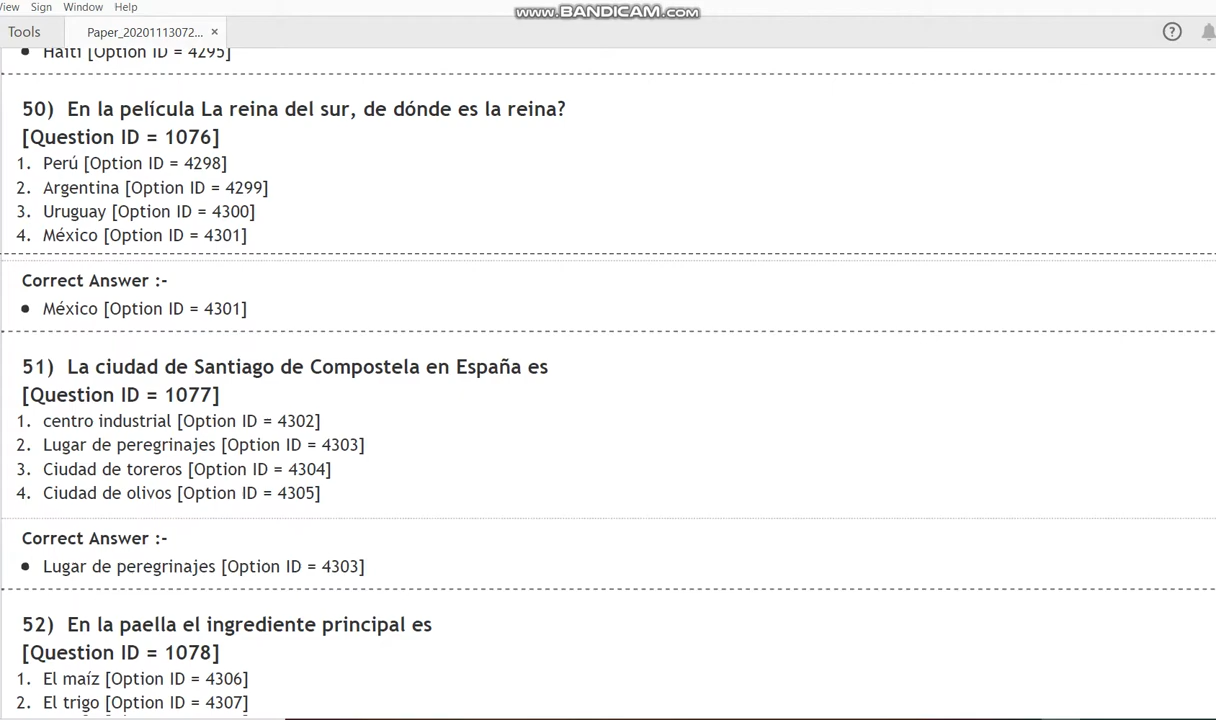 View Sign Window Help
www.BANDICAM.com
Tools Paper_20201113072... ×
Haití [Option ID = 4295]
50) En la película La reina del sur, de dónde es la reina?
[Question ID = 1076]
1. Perú [Option ID = 4298]
2. Argentina [Option ID = 4299]
3. Uruguay [Option ID = 4300]
4. México [Option ID = 4301]
Correct Answer :-
• México [Option ID = 4301]
51) La ciudad de Santiago de Compostela en España es
[Question ID = 1077]
1. centro industrial [Option ID = 4302]
2. Lugar de peregrinajes [Option ID = 4303]
3. Ciudad de toreros [Option ID = 4304]
4. Ciudad de olivos [Option ID = 4305]
Correct Answer :-
• Lugar de peregrinajes [Option ID = 4303]
52) En la paella el ingrediente principal es
[Question ID = 1078]
1. El maíz [Option ID = 4306]
2. El trigo [Option ID = 4307]